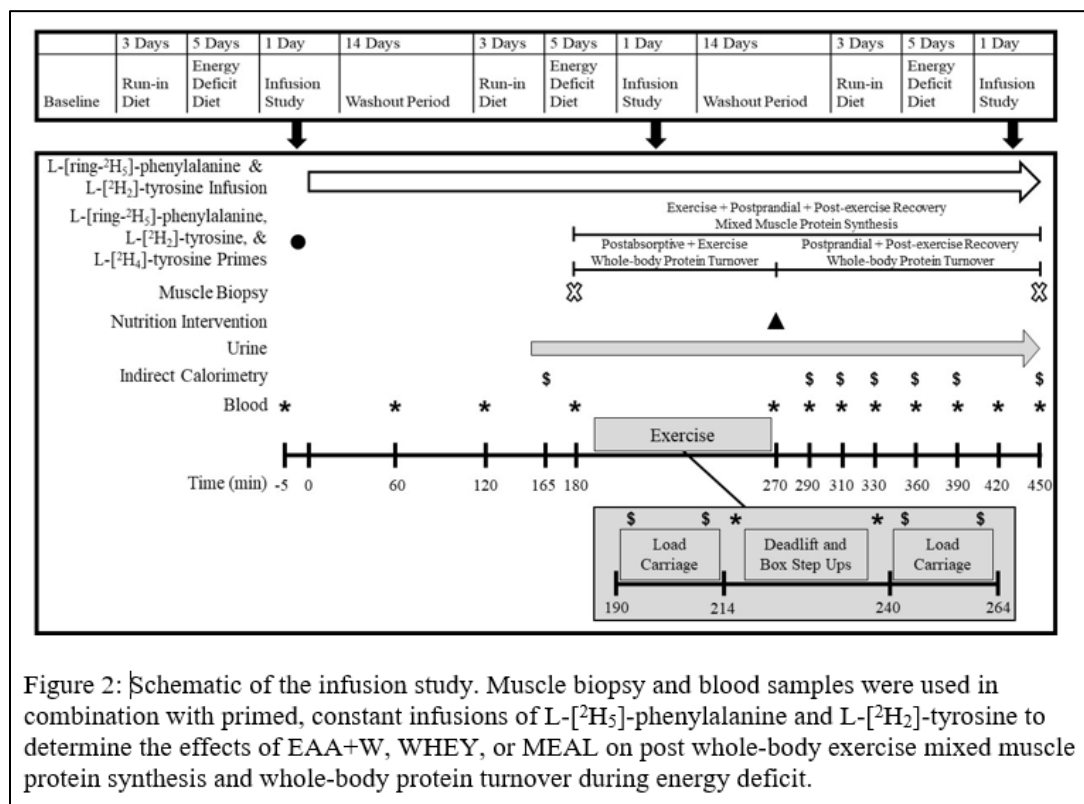 3 Days 5 Days 1 Day 14 Days 3 Days 5 Days 1 Day 14 Days 3 Days 5 Days 1 Day
Baseline Run-in Diet Energy Deficit Diet Infusion Study Washout Period Run-in Diet Energy Deficit Diet Infusion Study Washout Period Run-in Diet Energy Deficit Diet Infusion Study
L-[ring-²H₅]-phenylalanine &
L-[²H₂]-tyrosine Infusion
L-[ring-²H₅]-phenylalanine,
L-[²H₂]-tyrosine, &
L-[²H₄]-tyrosine Primes
Exercise + Postprandial + Post-exercise Recovery
Mixed Muscle Protein Synthesis
Postabsorptive + Exercise
Whole-body Protein Turnover
Postprandial + Post-exercise Recovery
Whole-body Protein Turnover
Muscle Biopsy
Nutrition Intervention
Urine
Indirect Calorimetry $ $ $ $ $ $ $
Blood * * * * * * * * * * * *
Exercise
Time (min) -5 0 60 120 165 180 270 290 310 330 360 390 420 450
$ $ * * $ $
Load
Carriage
Deadlift and
Box Step Ups
Load
Carriage
190 214 240 264
Figure 2: Schematic of the infusion study. Muscle biopsy and blood samples were used in
combination with primed, constant infusions of L-[²H₅]-phenylalanine and L-[²H₂]-tyrosine to
determine the effects of EAA+W, WHEY, or MEAL on post whole-body exercise mixed muscle
protein synthesis and whole-body protein turnover during energy deficit.